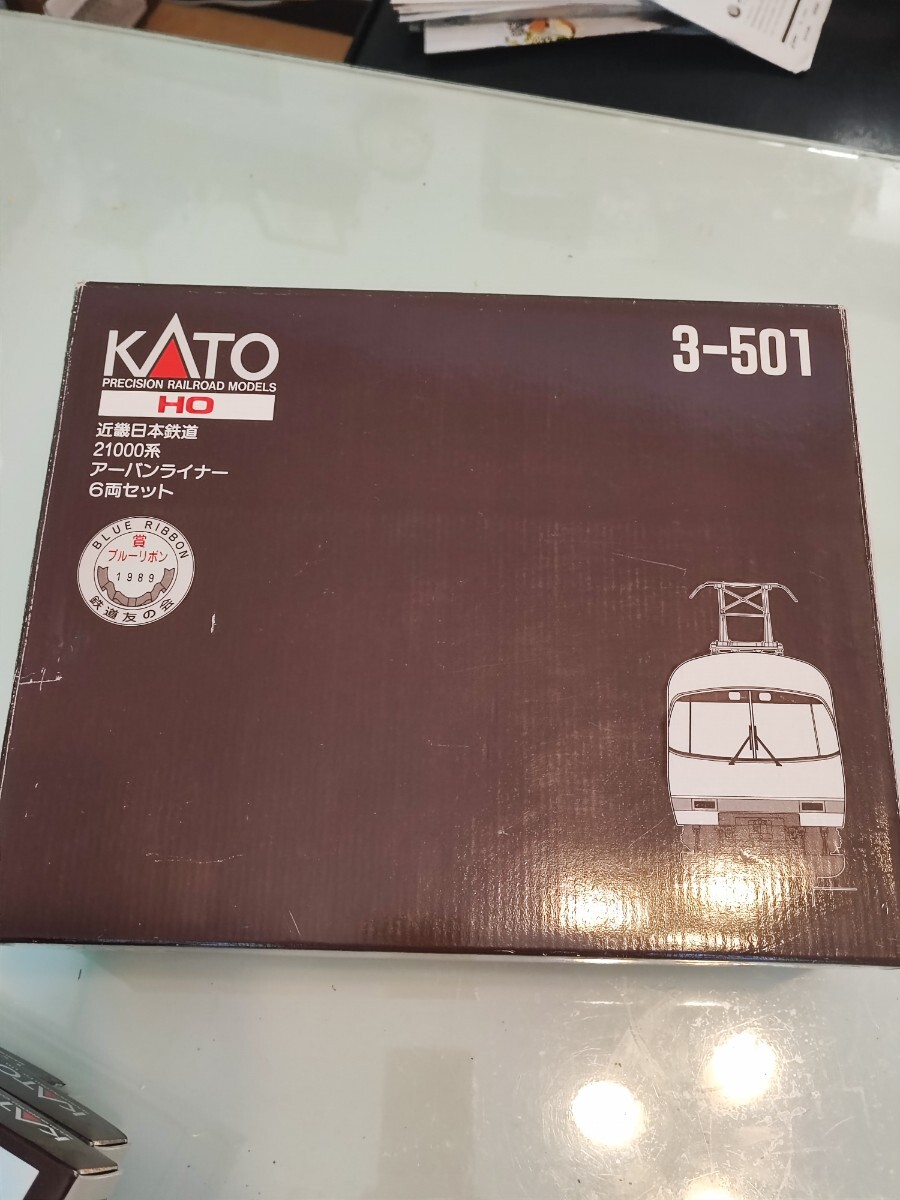 KATO
PRECISION RAILROAD MODELS
HO
3-501
近畿日本鉄道
21000系
アーバンライナー
6両セット
BLUE RIBBON
賞
ブルーリボン
1989
鉄道友の会
KATO
KATO